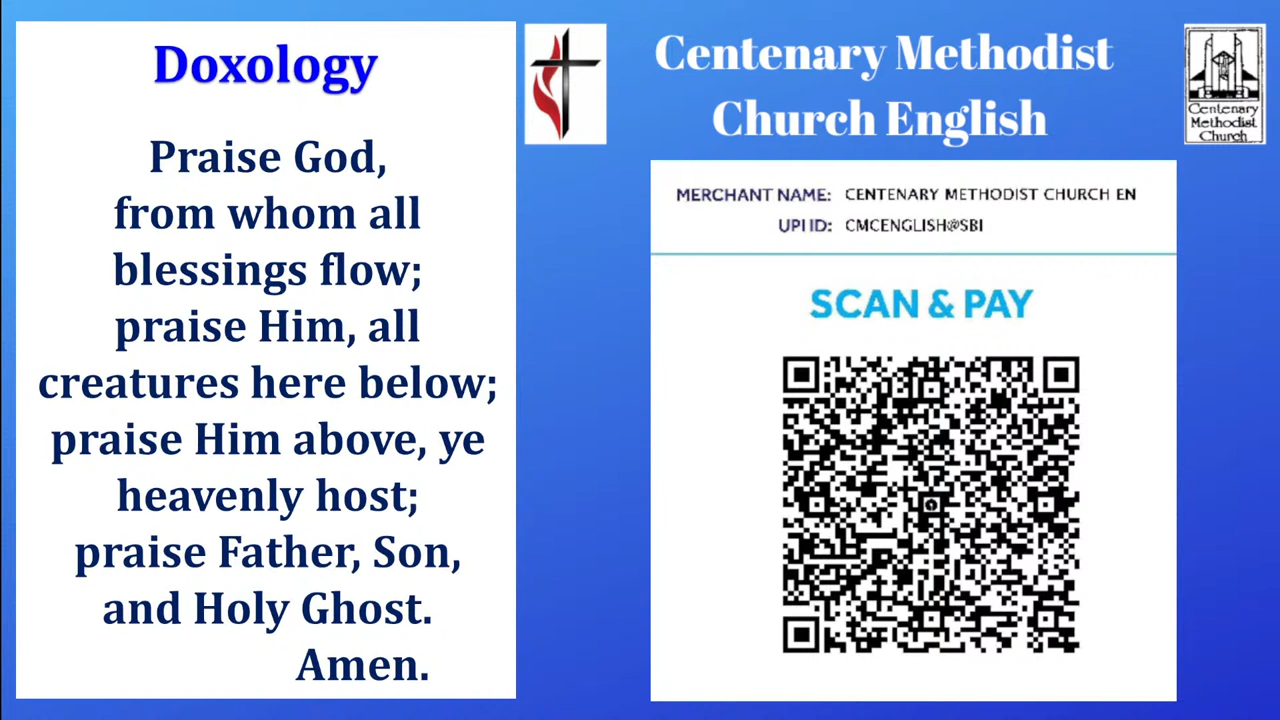 Doxology
Praise God,
from whom all
blessings flow;
praise Him, all
creatures here below;
praise Him above, ye
heavenly host;
praise Father, Son,
and Holy Ghost.
Amen.
Centenary Methodist
Church English
Centenary
Methodist
Church
MERCHANT NAME: CENTENARY METHODIST CHURCH EN
UPI ID: CMCENGLISH@SBI
SCAN & PAY